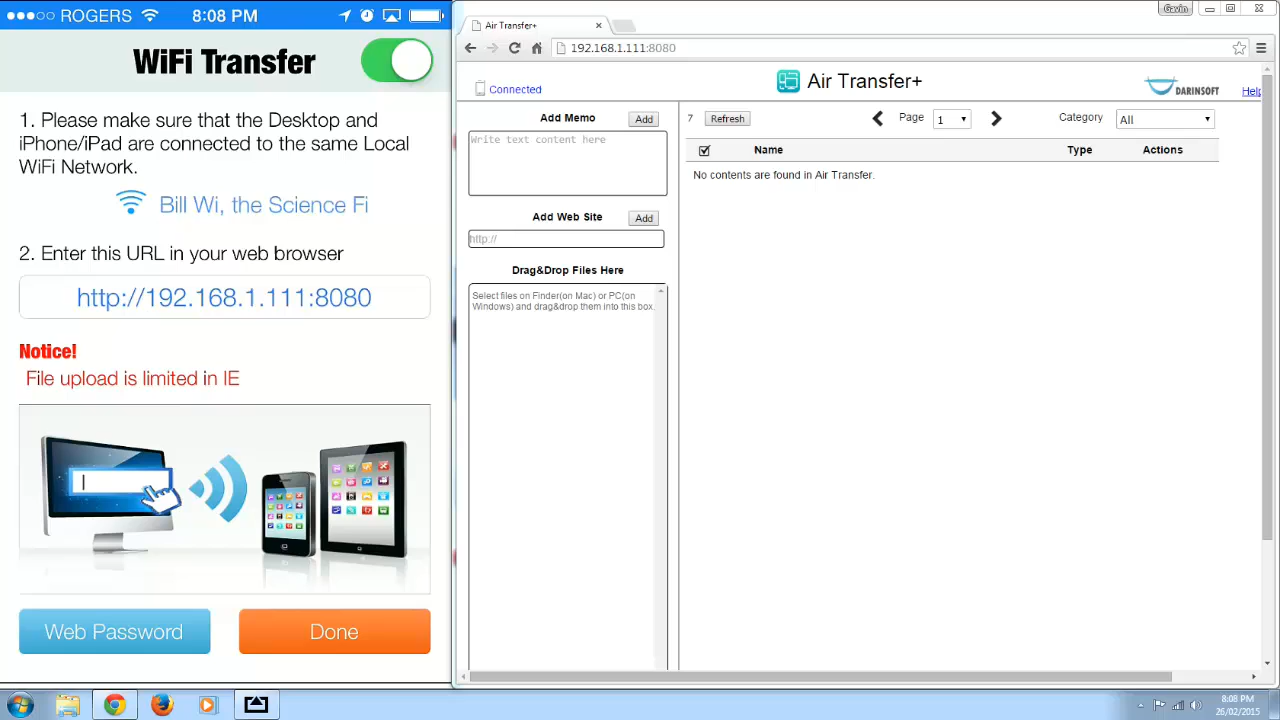 ROGERS 8:08 PM
WiFi Transfer
1. Please make sure that the Desktop and
iPhone/iPad are connected to the same Local
WiFi Network.
Bill Wi, the Science Fi
2. Enter this URL in your web browser
http://192.168.1.111:8080
Notice!
File upload is limited in IE
Web Password
Done
Air Transfer+
Gavin
192.168.1.111:8080
Connected
Air Transfer+
DARINSOFT
Help
Add Memo
Add
Write text content here
Add Web Site
Add
http://
Drag&Drop Files Here
Select files on Finder(on Mac) or PC(on
Windows) and drag&drop them into this box.
7
Refresh
Page
1
Category
All
Name
Type
Actions
No contents are found in Air Transfer.
8:08 PM
26/02/2015